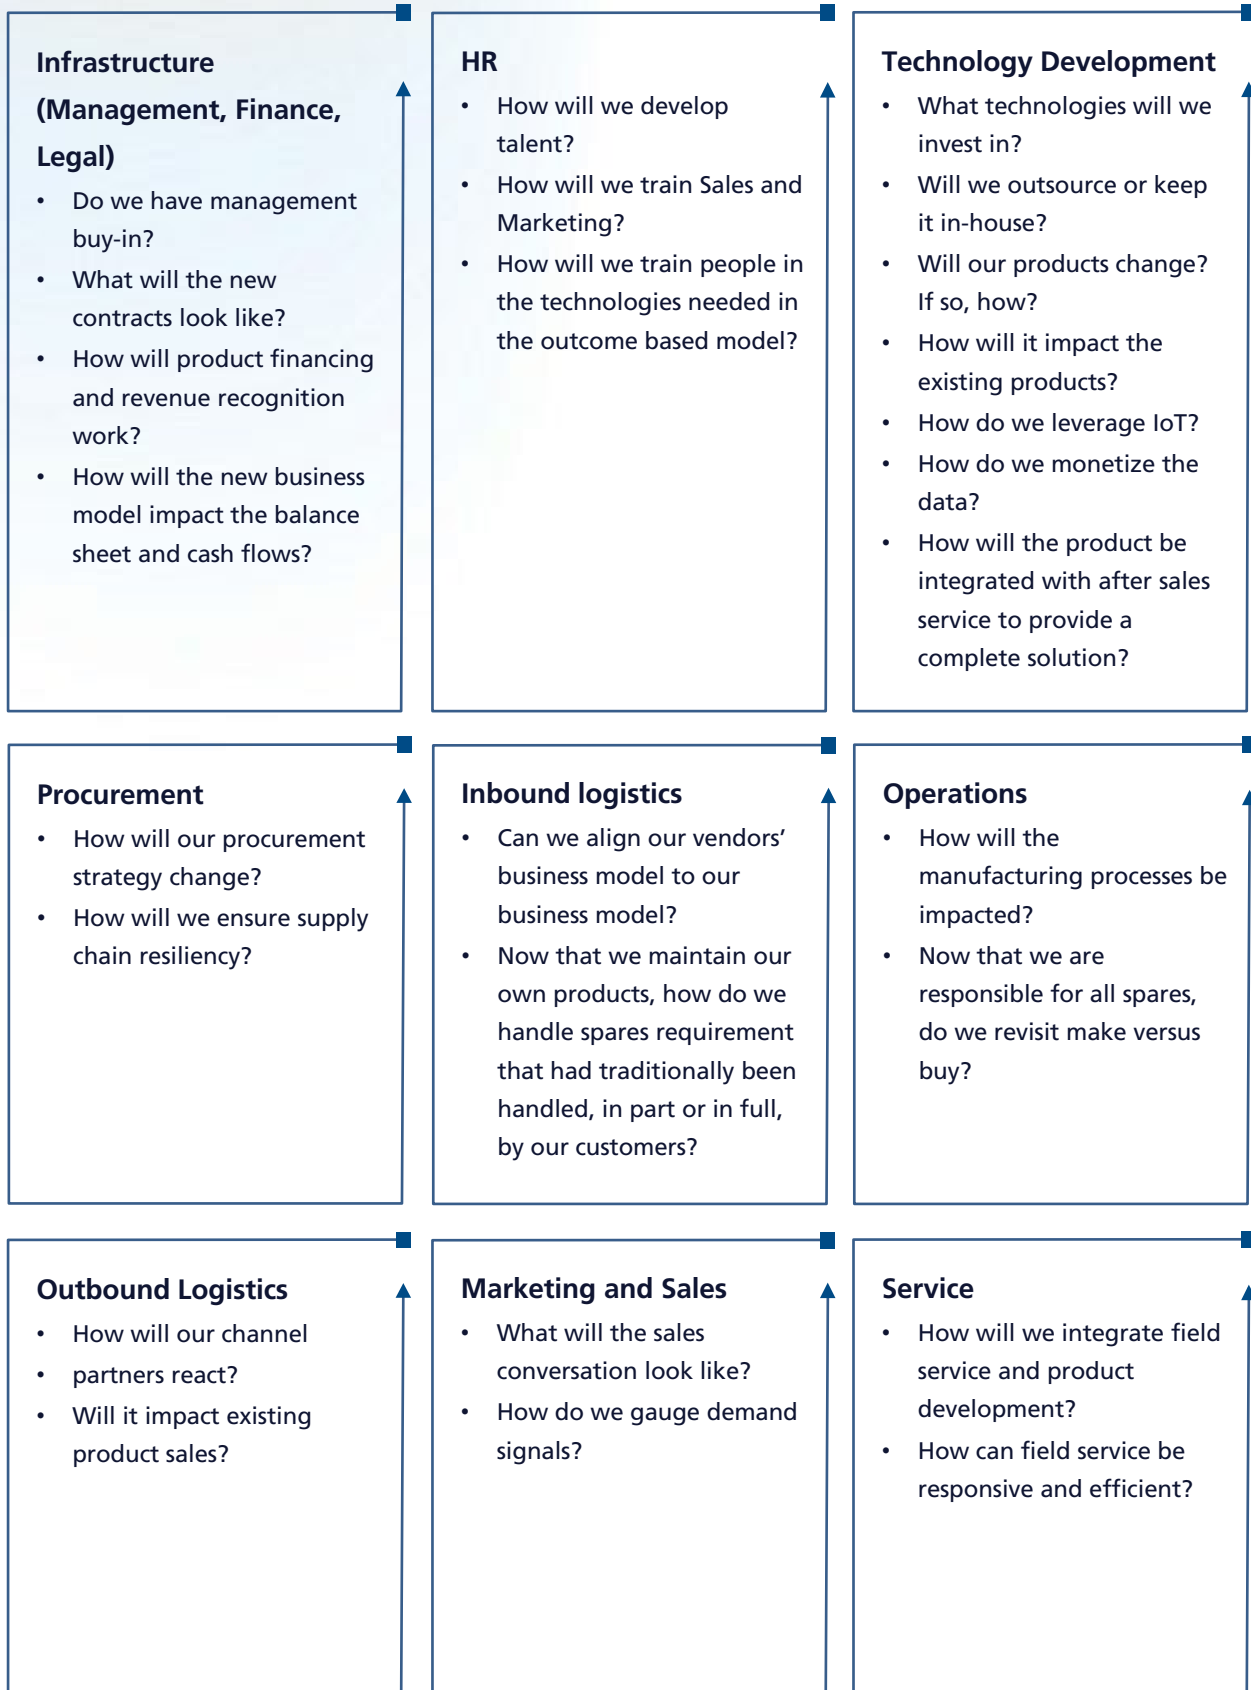 Infrastructure
(Management, Finance,
Legal)
• Do we have management
buy-in?
• What will the new
contracts look like?
• How will product financing
and revenue recognition
work?
• How will the new business
model impact the balance
sheet and cash flows?
HR
• How will we develop
talent?
• How will we train Sales and
Marketing?
• How will we train people in
the technologies needed in
the outcome based model?
Technology Development
• What technologies will we
invest in?
• Will we outsource or keep
it in-house?
• Will our products change?
If so, how?
• How will it impact the
existing products?
• How do we leverage IoT?
• How do we monetize the
data?
• How will the product be
integrated with after sales
service to provide a
complete solution?
Procurement
• How will our procurement
strategy change?
• How will we ensure supply
chain resiliency?
Inbound logistics
• Can we align our vendors’
business model to our
business model?
• Now that we maintain our
own products, how do we
handle spares requirement
that had traditionally been
handled, in part or in full,
by our customers?
Operations
• How will the
manufacturing processes be
impacted?
• Now that we are
responsible for all spares,
do we revisit make versus
buy?
Outbound Logistics
• How will our channel
• partners react?
• Will it impact existing
product sales?
Marketing and Sales
• What will the sales
conversation look like?
• How do we gauge demand
signals?
Service
• How will we integrate field
service and product
development?
• How can field service be
responsive and efficient?